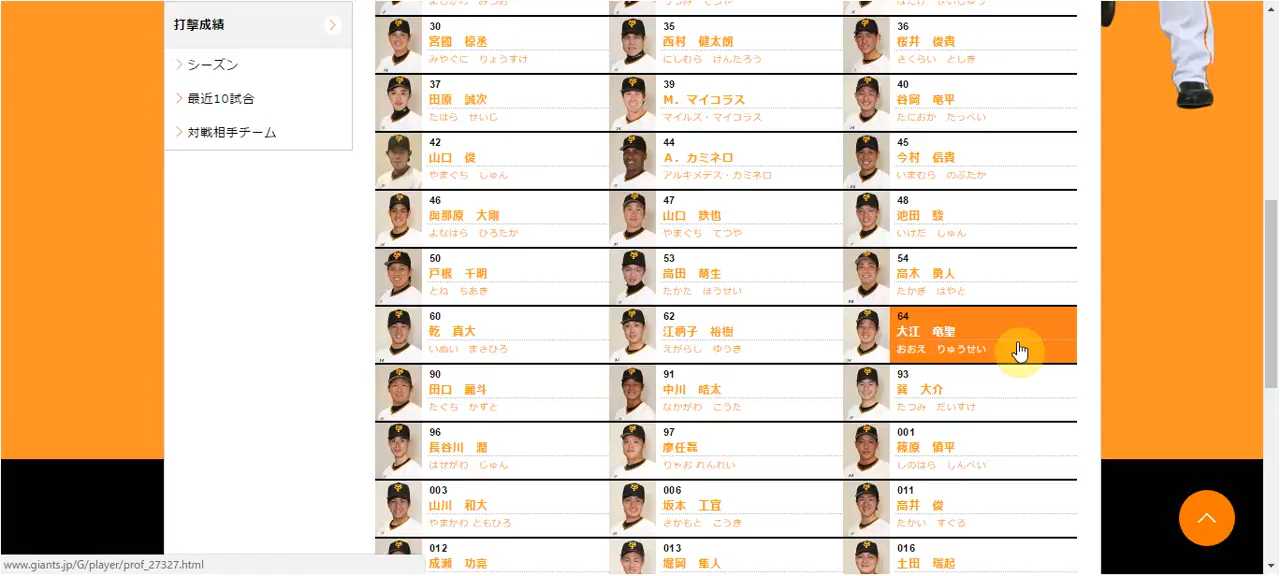 打撃成績
シーズン
最近10試合
対戦相手チーム
30
宮國 椋丞
みやぐに りょうすけ
35
西村 健太朗
にしむら けんたろう
36
桜井 俊貴
さくらい としき
37
田原 誠次
たはら せいじ
39
M. マイコラス
マイルズ・マイコラス
40
谷岡 竜平
たにおか たっぺい
42
山口 俊
やまぐち しゅん
44
A. カミネロ
アルキメデス・カミネロ
45
今村 信貴
いまむら のぶたか
46
與那原 大剛
よなはら ひろたか
47
山口 鉄也
やまぐち てつや
48
池田 駿
いけだ しゅん
50
戸根 千明
とね ちあき
53
高田 萌生
たかた ほうせい
54
高木 勇人
たかぎ はやと
60
乾 真大
いぬい まさひろ
62
江柄子 裕樹
えがらし ゆうき
64
大江 竜聖
おおえ りゅうせい
90
田口 麗斗
たぐち かずと
91
中川 皓太
なかがわ こうた
93
巽 大介
たつみ だいすけ
96
長谷川 潤
はせがわ じゅん
97
廖任磊
りゃお れんれい
001
篠原 慎平
しのはら しんぺい
003
山川 和大
やまかわ ともひろ
006
坂本 工宜
さかもと こうき
011
高井 俊
たかい すぐる
012
成瀬 功亮
013
堀岡 隼人
016
土田 瑞起
www.giants.jp/G/player/prof_27327.html